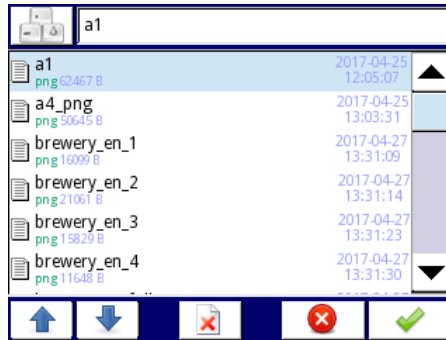 a1
a1
2017-04-25
png 62467 B
12:05:07
a4_png
2017-04-25
png 50645 B
13:03:31
brewery_en_1
2017-04-27
png 16099 B
13:31:09
brewery_en_2
2017-04-27
png 21061 B
13:31:14
brewery_en_3
2017-04-27
png 15829 B
13:31:23
brewery_en_4
2017-04-27
png 11648 B
13:31:30